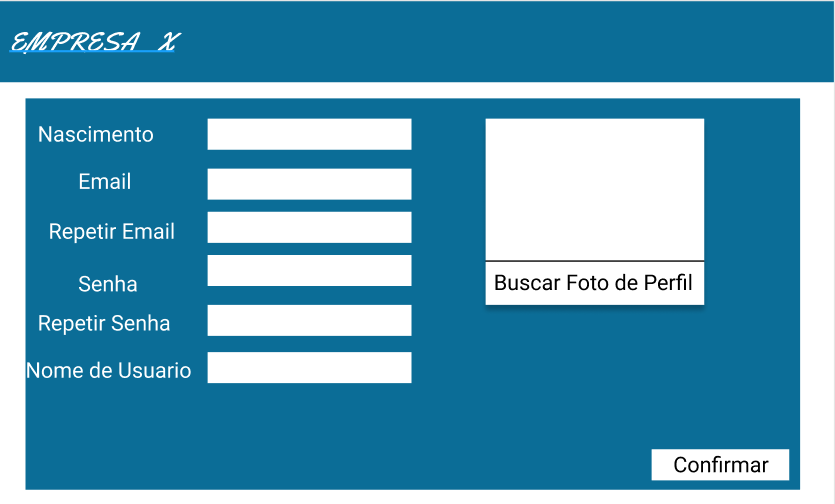 EMPRESA X
Nascimento
Email
Repetir Email
Senha
Repetir Senha
Nome de Usuario
Buscar Foto de Perfil
Confirmar